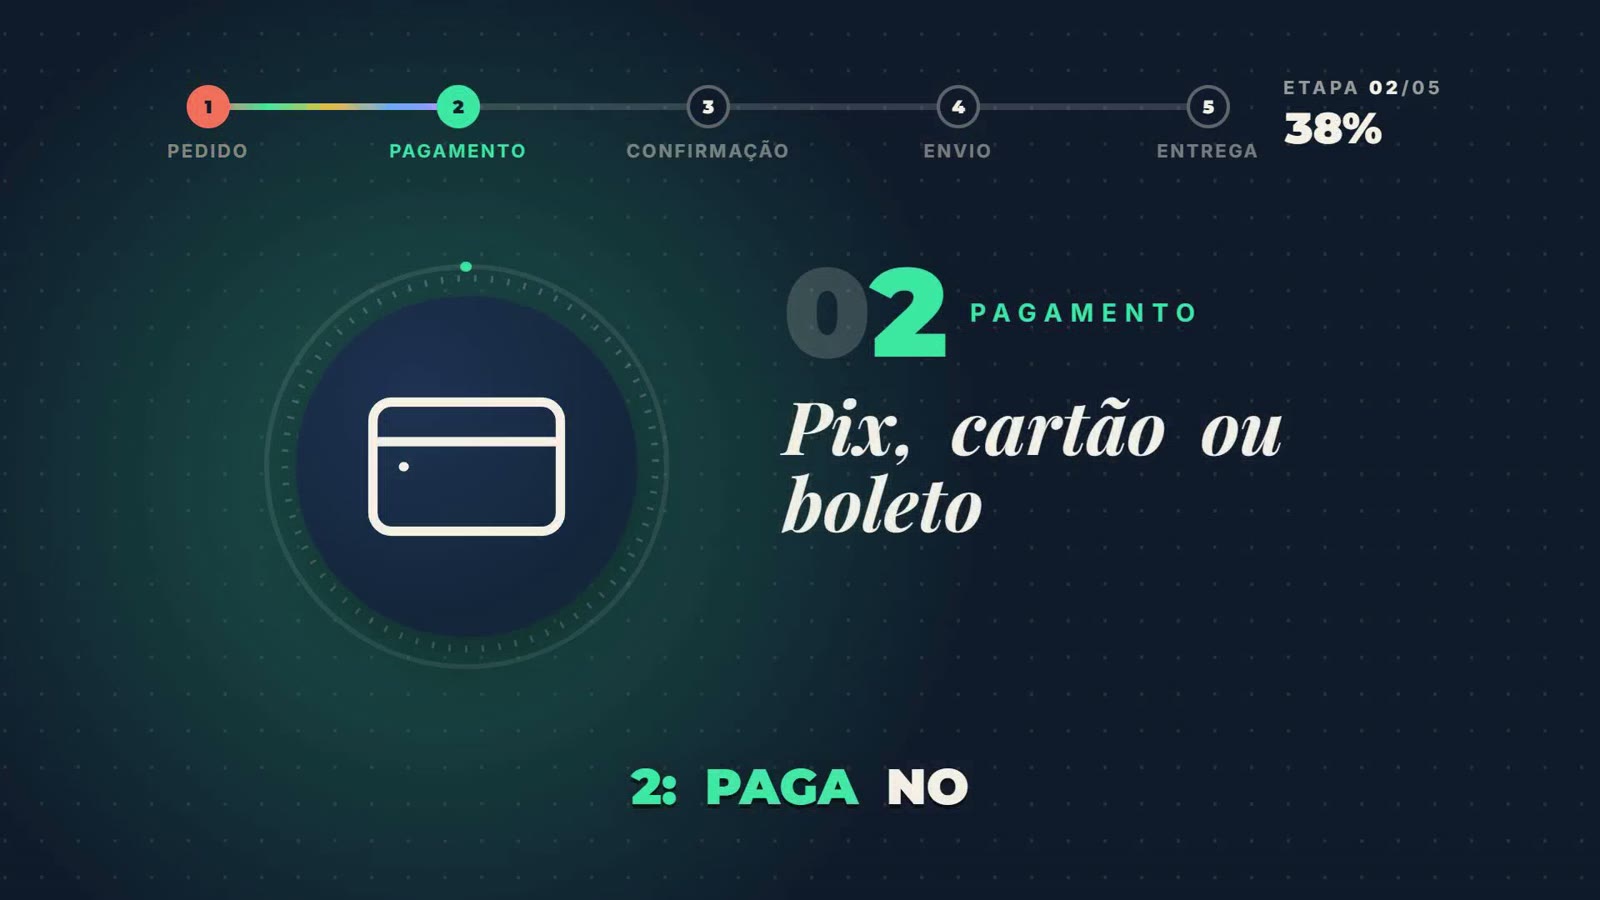 1 2 3 4 5
PEDIDO PAGAMENTO CONFIRMAÇÃO ENVIO ENTREGA
ETAPA 02/05
38%
02 PAGAMENTO
Pix, cartão ou
boleto
2: PAGA NO